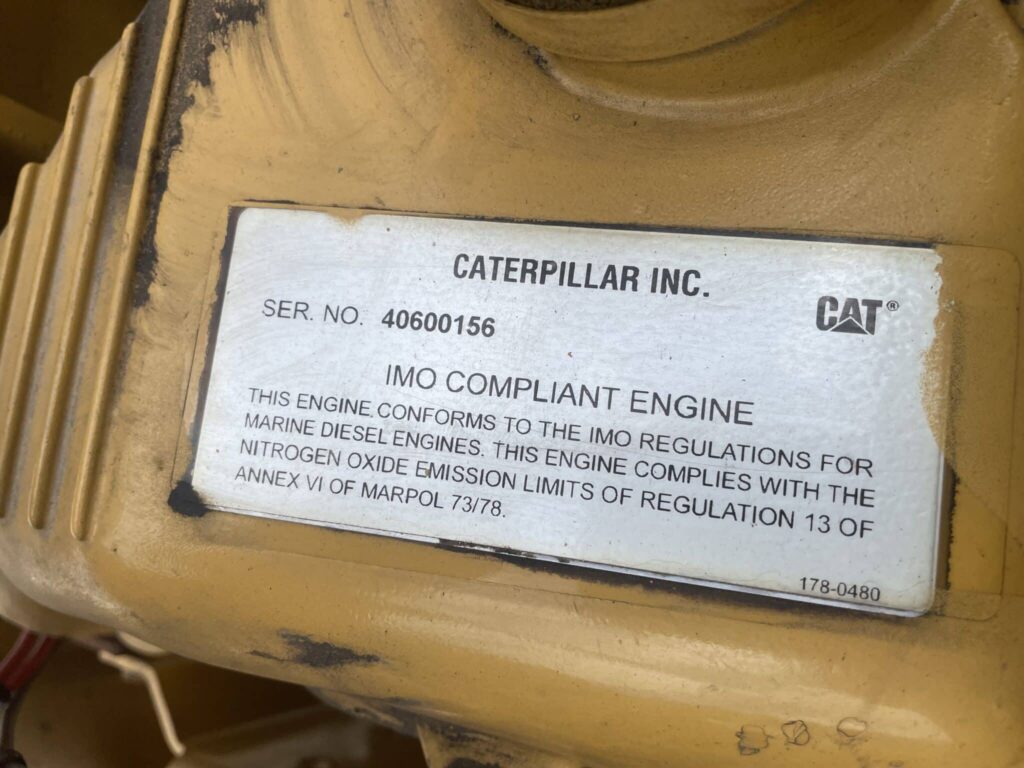 CATERPILLAR INC.
CAT®
SER. NO. 40600156
IMO COMPLIANT ENGINE
THIS ENGINE CONFORMS TO THE IMO REGULATIONS FOR
MARINE DIESEL ENGINES. THIS ENGINE COMPLIES WITH THE
NITROGEN OXIDE EMISSION LIMITS OF REGULATION 13 OF
ANNEX VI OF MARPOL 73/78.
178-0480